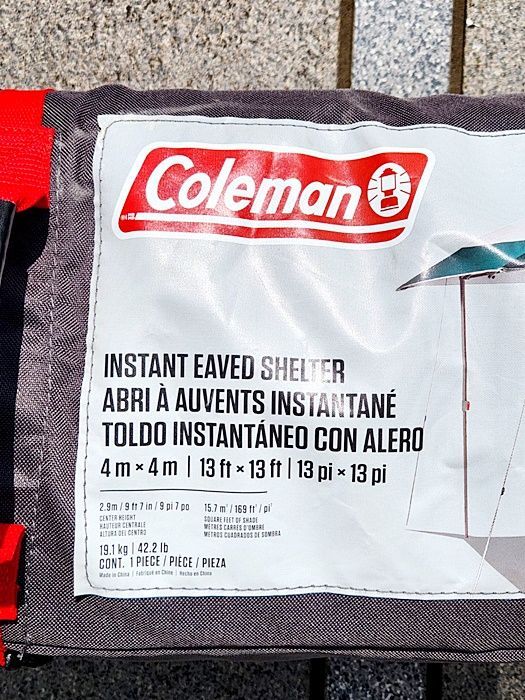 Coleman
INSTANT EAVED SHELTER
ABRI À AUVENTS INSTANTANÉ
TOLDO INSTANTÁNEO CON ALERO
4 m × 4 m | 13 ft × 13 ft | 13 pi × 13 pi
2.9m / 9 ft 7 in / 9 pi 7 po
CENTER HEIGHT
HAUTEUR CENTRALE
ALTURA DEL CENTRO
15.7 m² / 169 ft² / pi²
SQUARE FEET OF SHADE
MÈTRES CARRÉS D'OMBRE
METROS CUADRADOS DE SOMBRA
19.1 kg | 42.2 lb
CONT. 1 PIECE / PIÈCE / PIEZA
Made in China | Fabriqué en Chine | Hecho en China